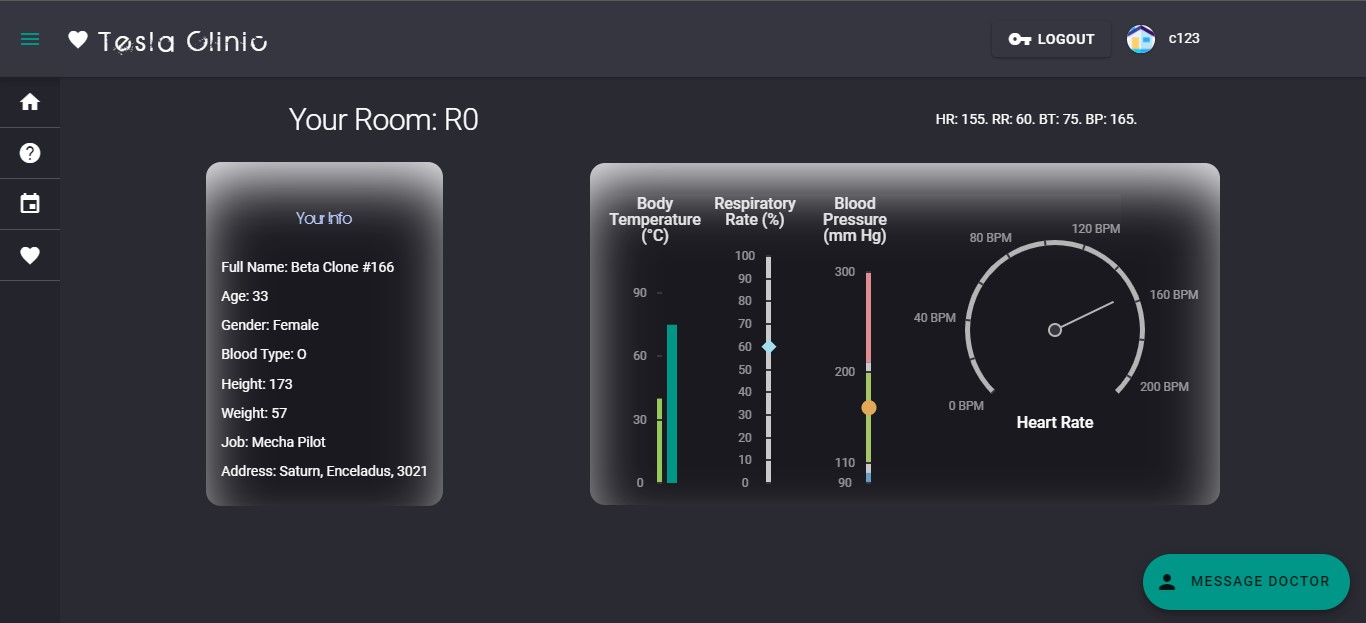 Tesla Clinic
LOGOUT
c123
Your Room: R0
HR: 155. RR: 60. BT: 75. BP: 165.
Your Info
Full Name: Beta Clone #166
Age: 33
Gender: Female
Blood Type: O
Height: 173
Weight: 57
Job: Mecha Pilot
Address: Saturn, Enceladus, 3021
Body
Temperature
(°C)
90
60
30
0
Respiratory
Rate (%)
100
90
80
70
60
50
40
30
20
10
0
Blood
Pressure
(mm Hg)
300
200
110
90
0 BPM
40 BPM
80 BPM
120 BPM
160 BPM
200 BPM
Heart Rate
MESSAGE DOCTOR